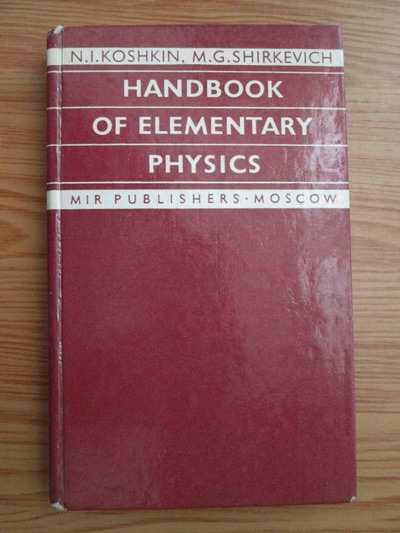 N.I.KOSHKIN, M.G.SHIRKEVICH
HANDBOOK
OF ELEMENTARY
PHYSICS
MIR PUBLISHERS · MOSCOW